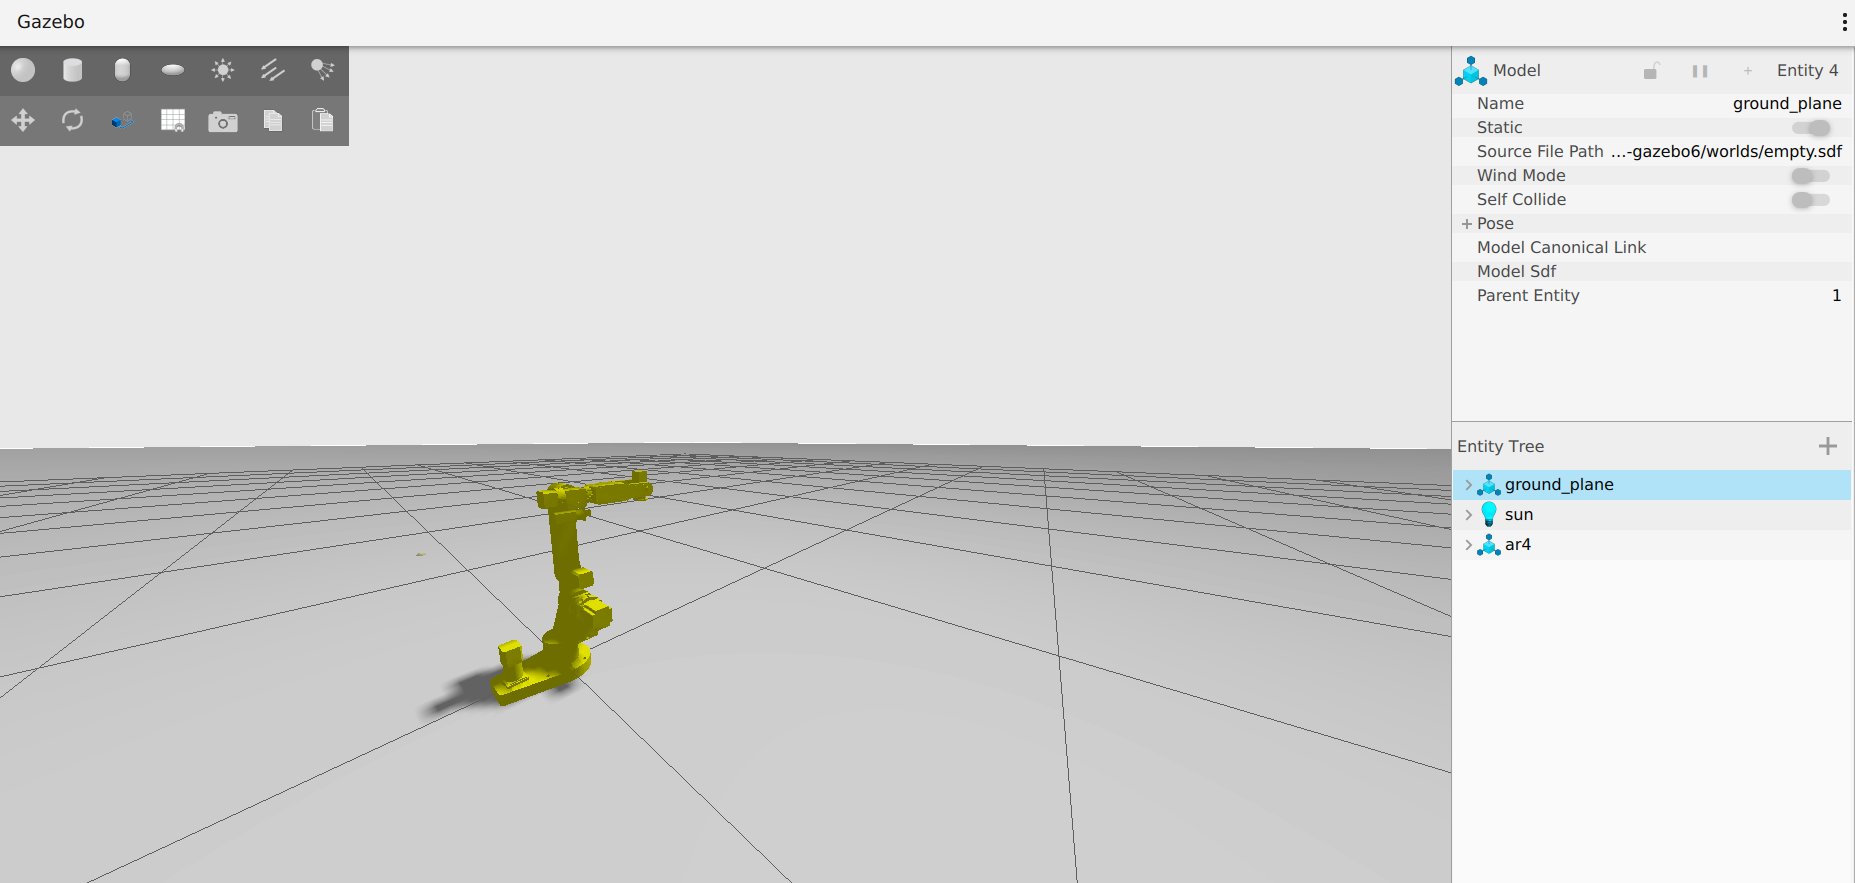 Gazebo
Model Entity 4
Name ground_plane
Static
Source File Path ...-gazebo6/worlds/empty.sdf
Wind Mode
Self Collide
Pose
Model Canonical Link
Model Sdf
Parent Entity 1
Entity Tree
ground_plane
sun
ar4